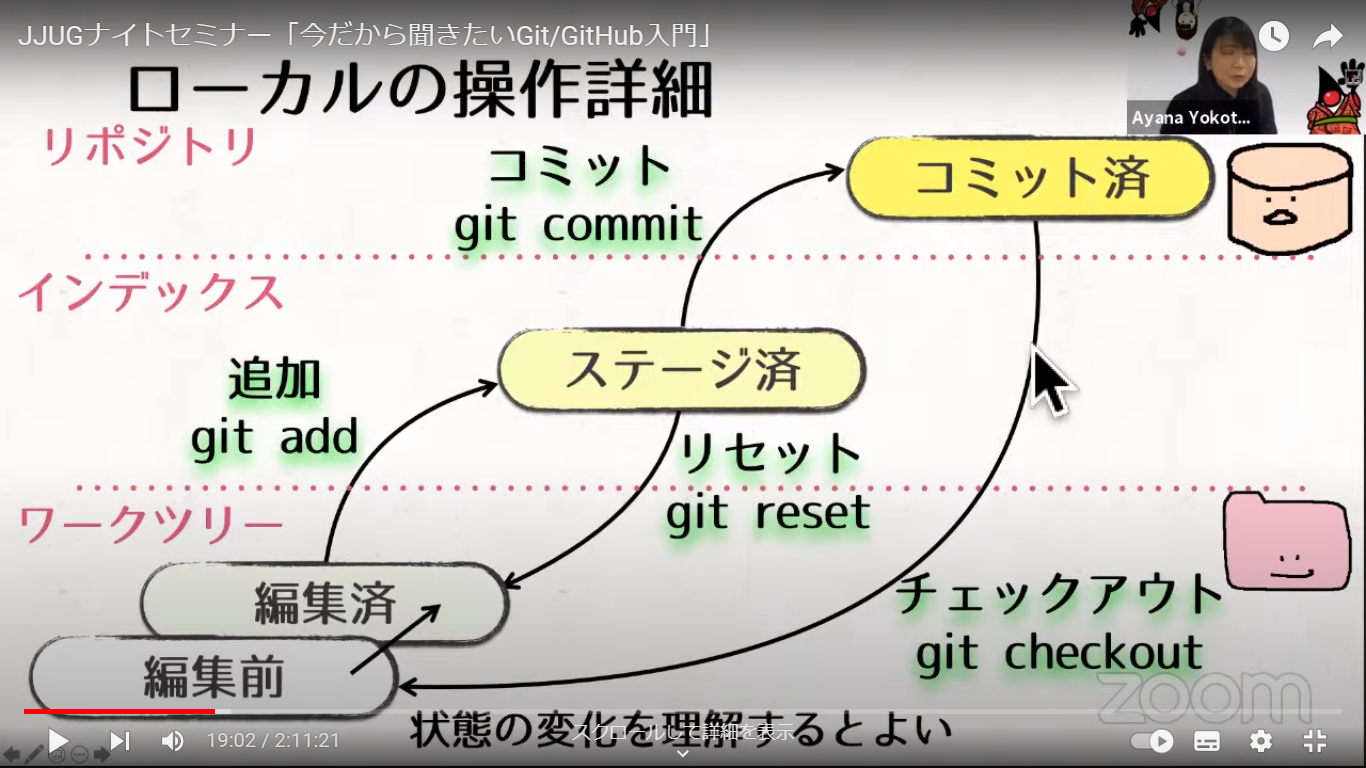 JJUGナイトセミナー「今だから聞きたいGit/GitHub入門」
ローカルの操作詳細
Ayana Yokot...
リポジトリ
コミット
git commit
コミット済
インデックス
追加
git add
ステージ済
リセット
git reset
ワークツリー
編集済
編集前
チェックアウト
git checkout
zoom
状態の変化を理解するとよい
スクロールして詳細を表示
19:02 / 2:11:21